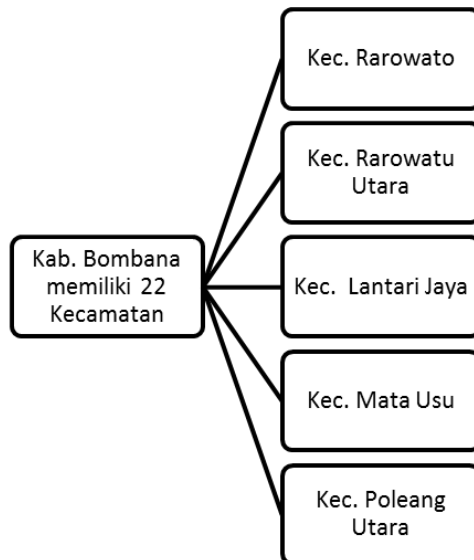 Kec. Rarowato
Kec. Rarowatu
Utara
Kab. Bombana
memiliki 22
Kecamatan
Kec. Lantari Jaya
Kec. Mata Usu
Kec. Poleang
Utara